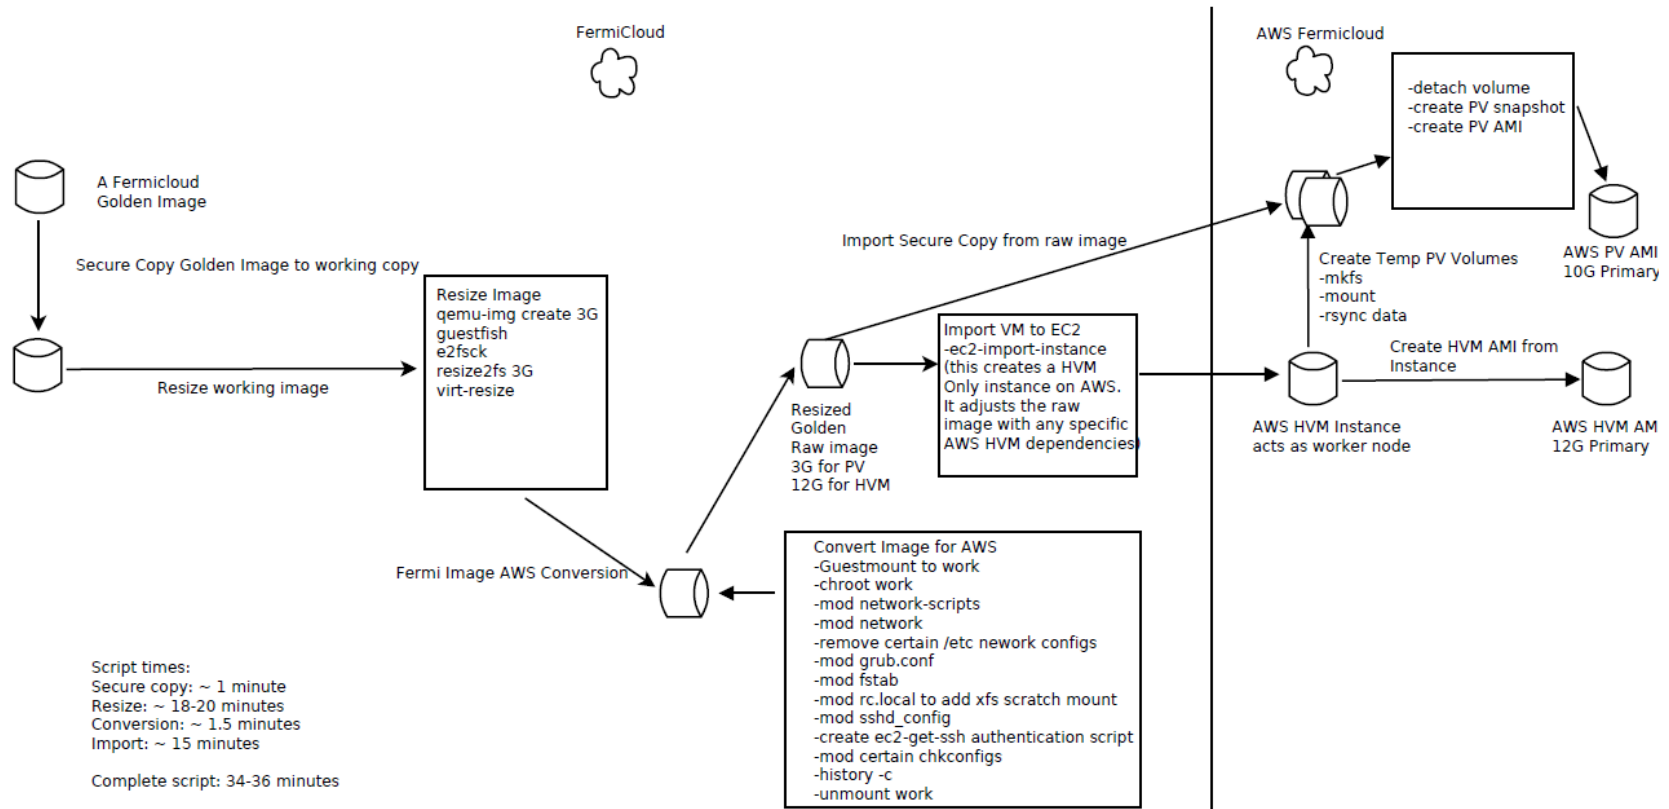 FermiCloud
AWS Fermicloud
-detach volume
-create PV snapshot
-create PV AMI
A Fermicloud
Golden Image
Secure Copy Golden Image to working copy
Import Secure Copy from raw image
AWS PV AMI
10G Primary
Create Temp PV Volumes
-mkfs
-mount
-rsync data
Resize Image
qemu-img create 3G
guestfish
e2fsck
resize2fs 3G
virt-resize
Resize working image
Import VM to EC2
-ec2-import-instance
(this creates a HVM
Only instance on AWS.
It adjusts the raw
image with any specific
AWS HVM dependencies)
Create HVM AMI from
Instance
Resized
Golden
Raw image
3G for PV
12G for HVM
AWS HVM Instance
acts as worker node
AWS HVM AM
12G Primary
Fermi Image AWS Conversion
Convert Image for AWS
-Guestmount to work
-chroot work
-mod network-scripts
-mod network
-remove certain /etc nework configs
-mod grub.conf
-mod fstab
-mod rc.local to add xfs scratch mount
-mod sshd_config
-create ec2-get-ssh authentication script
-mod certain chkconfigs
-history -c
-unmount work
Script times:
Secure copy: ~ 1 minute
Resize: ~ 18-20 minutes
Conversion: ~ 1.5 minutes
Import: ~ 15 minutes
Complete script: 34-36 minutes